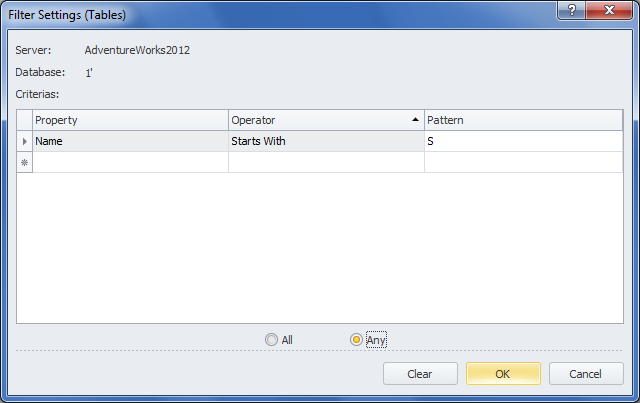 Filter Settings (Tables)
Server: AdventureWorks2012
Database: 1'
Criterias:
Property Operator Pattern
Name Starts With S
All Any
Clear OK Cancel